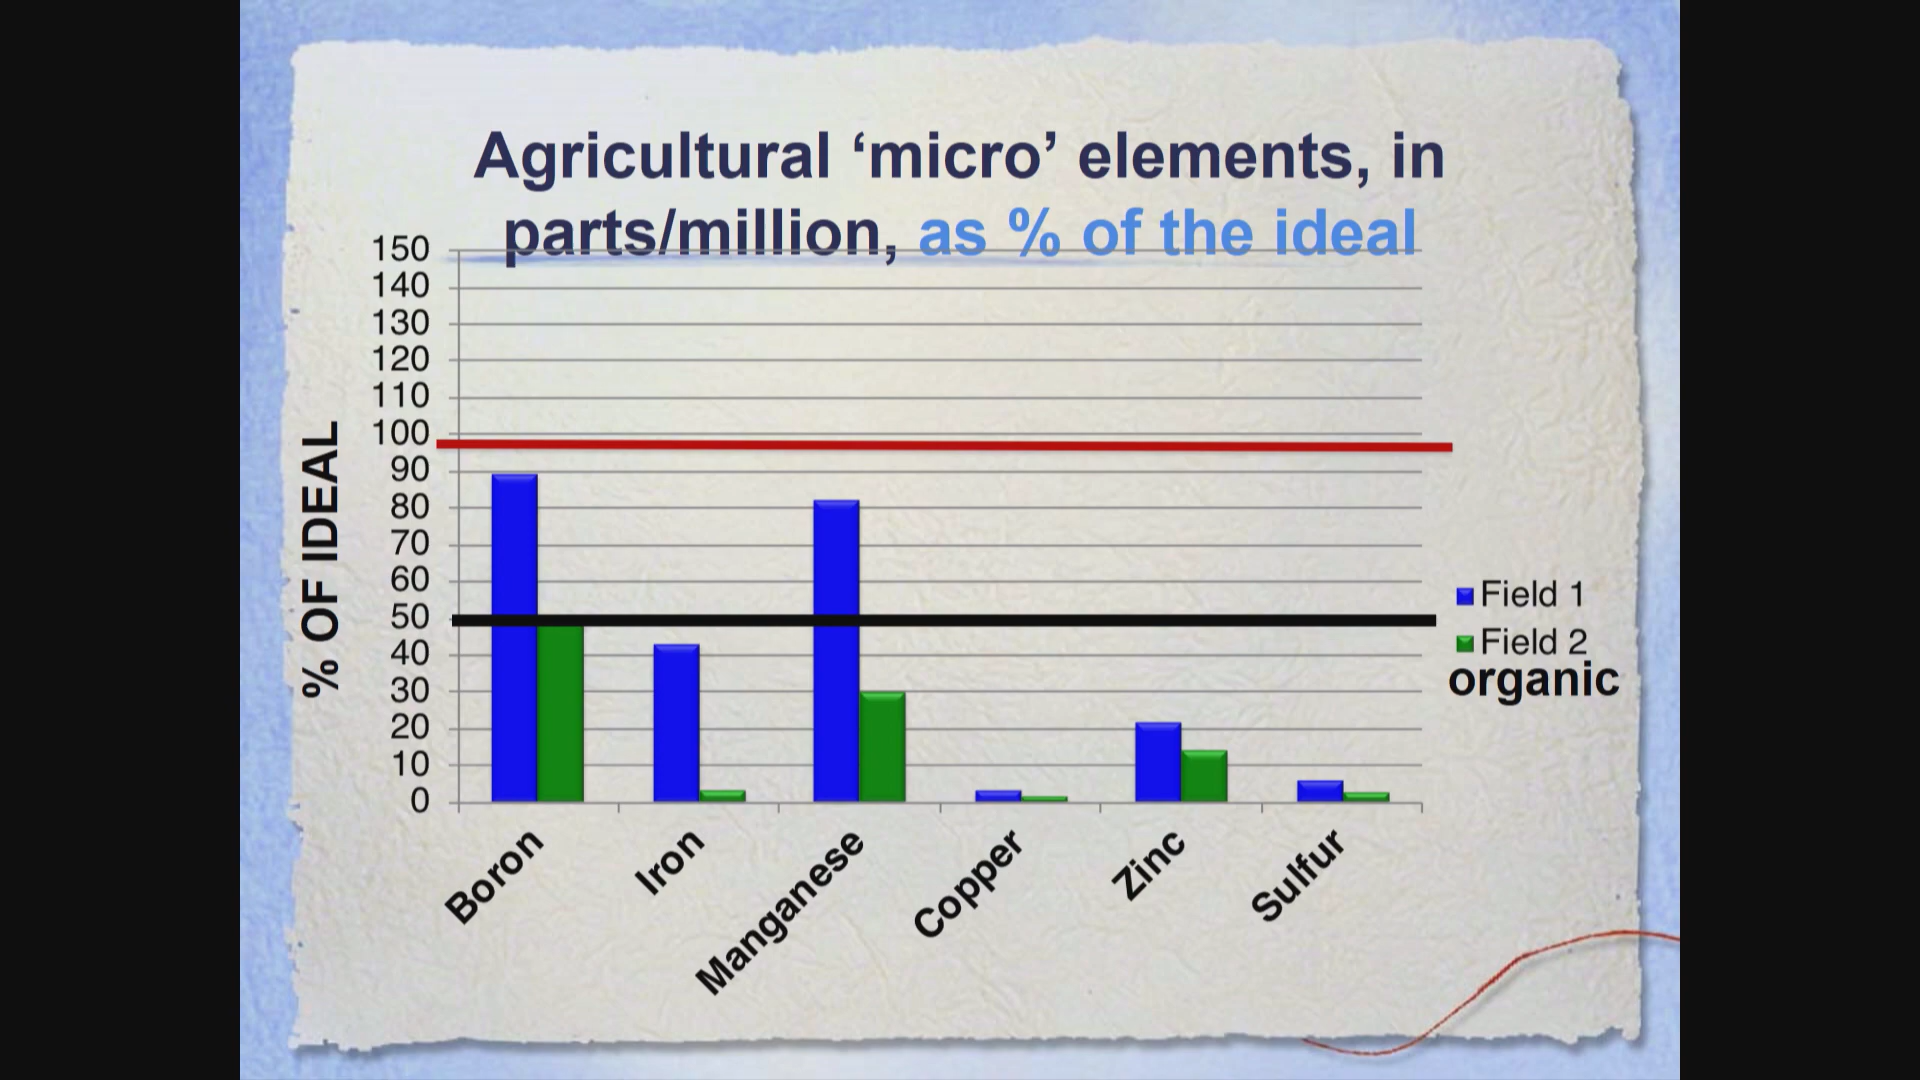 Agricultural ‘micro’ elements, in
parts/million, as % of the ideal
% OF IDEAL
150
140
130
120
110
100
90
80
70
60
50
40
30
20
10
0
Boron
Iron
Manganese
Copper
Zinc
Sulfur
Field 1
Field 2
organic